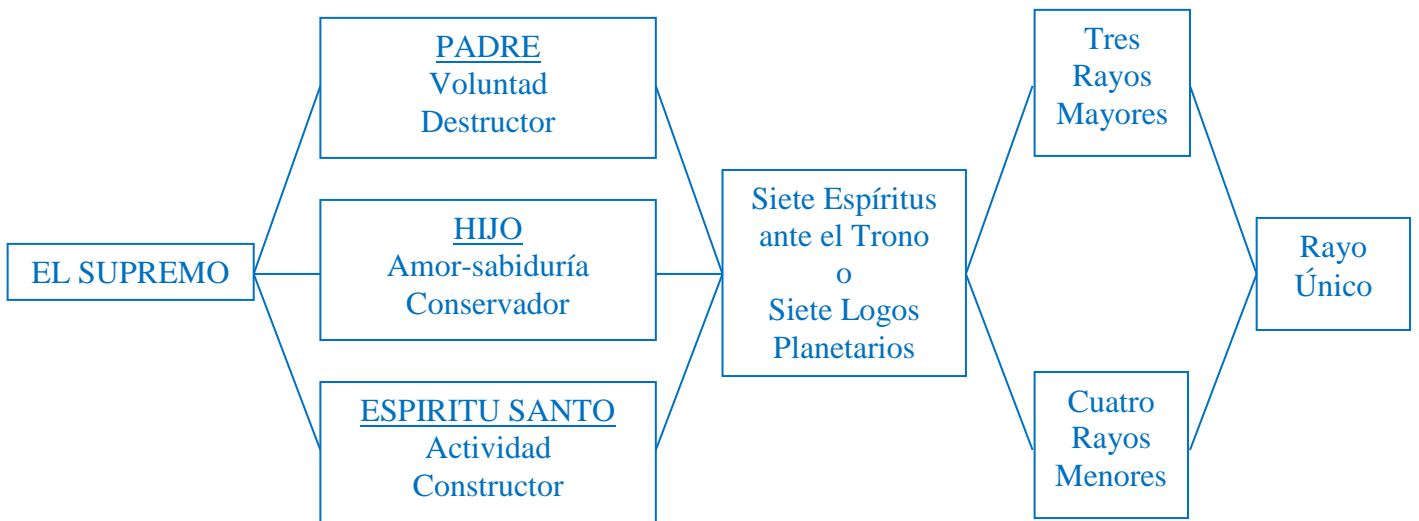 EL SUPREMO
PADRE
Voluntad
Destructor
HIJO
Amor-sabiduría
Conservador
ESPIRITU SANTO
Actividad
Constructor
Siete Espíritus
ante el Trono
o
Siete Logos
Planetarios
Tres
Rayos
Mayores
Cuatro
Rayos
Menores
Rayo
Único